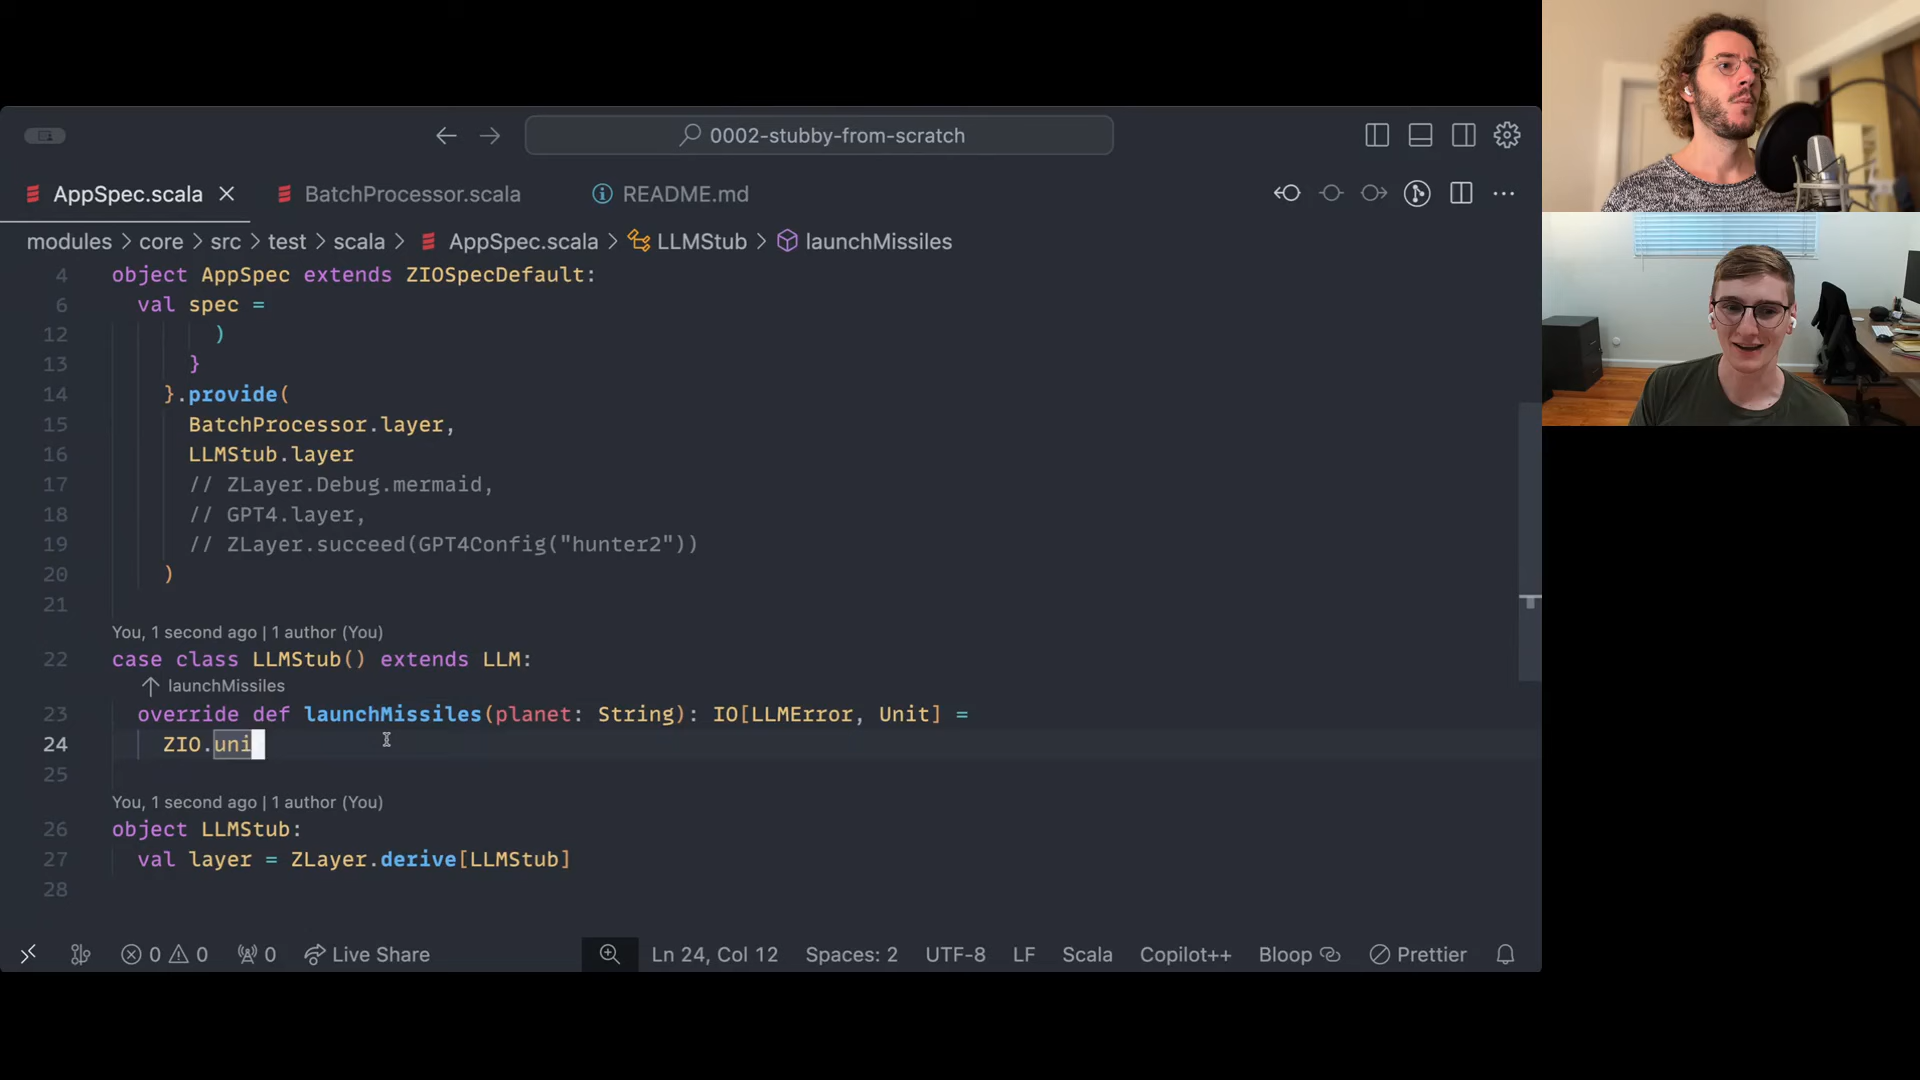 0002-stubby-from-scratch
AppSpec.scala BatchProcessor.scala README.md
modules > core > src > test > scala > AppSpec.scala > LLMStub > launchMissiles
4 object AppSpec extends ZIOSpecDefault:
6 val spec =
12 )
13 }
14 }.provide(
15 BatchProcessor.layer,
16 LLMStub.layer
17 // ZLayer.Debug.mermaid,
18 // GPT4.layer,
19 // ZLayer.succeed(GPT4Config("hunter2"))
20 )
21
You, 1 second ago | 1 author (You)
22 case class LLMStub() extends LLM:
launchMissiles
23 override def launchMissiles(planet: String): IO[LLMError, Unit] =
24 ZIO.uni
25
You, 1 second ago | 1 author (You)
26 object LLMStub:
27 val layer = ZLayer.derive[LLMStub]
28
0 0 0 Live Share Ln 24, Col 12 Spaces: 2 UTF-8 LF Scala Copilot++ Bloop Prettier